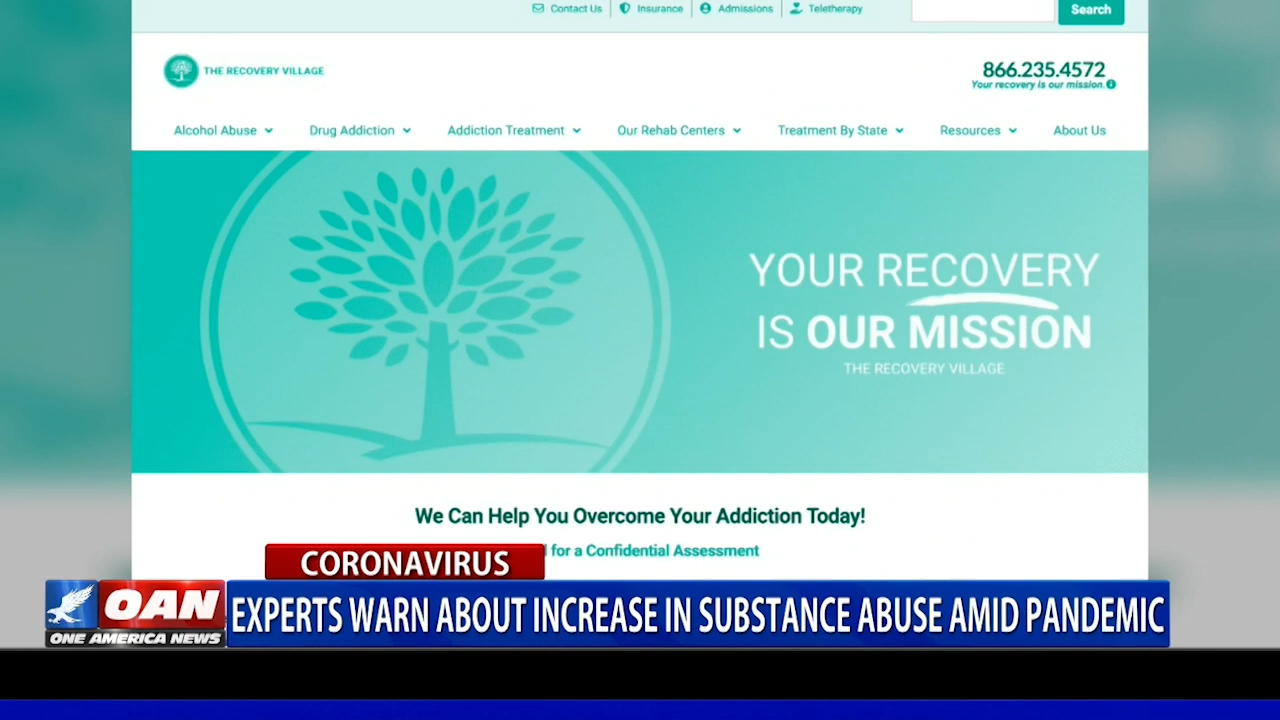 Contact Us
Insurance
Admissions
Teletherapy
Search
THE RECOVERY VILLAGE
866.235.4572
Your recovery is our mission.
Alcohol Abuse
Drug Addiction
Addiction Treatment
Our Rehab Centers
Treatment By State
Resources
About Us
YOUR RECOVERY
IS OUR MISSION
THE RECOVERY VILLAGE
We Can Help You Overcome Your Addiction Today!
for a Confidential Assessment
CORONAVIRUS
OAN
ONE AMERICA NEWS
EXPERTS WARN ABOUT INCREASE IN SUBSTANCE ABUSE AMID PANDEMIC